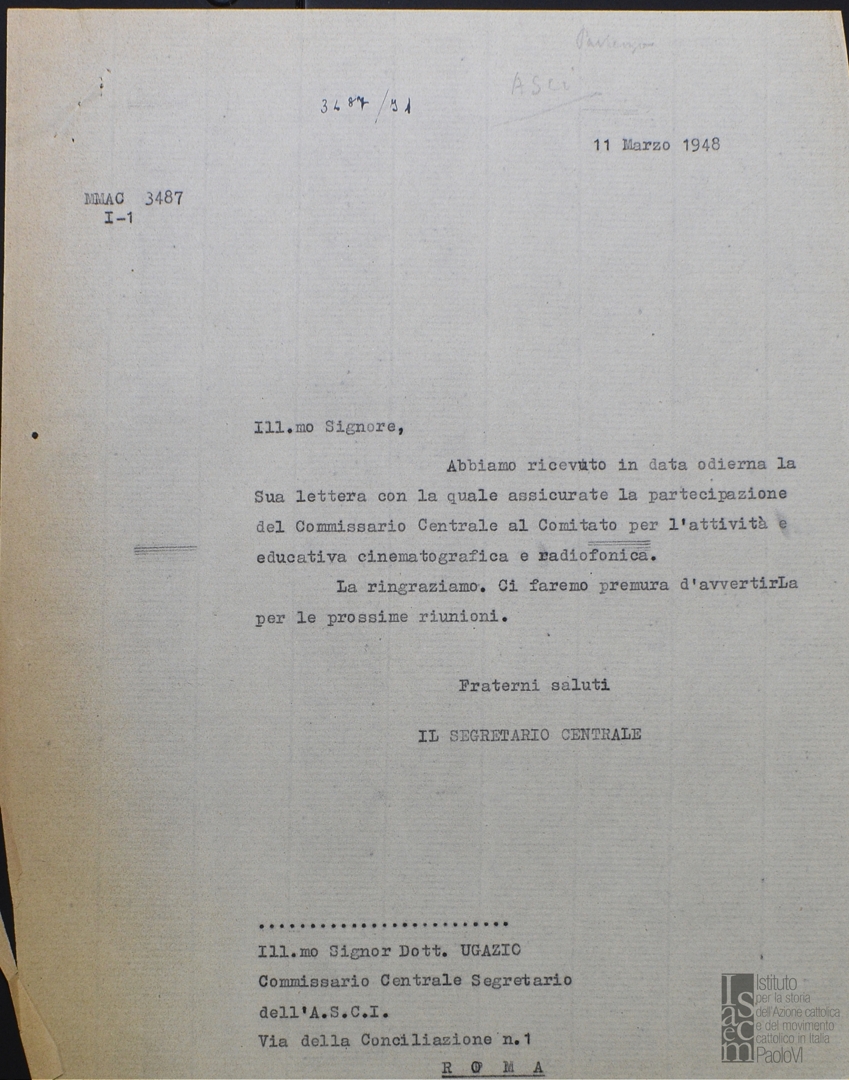 ASCI
3487/91
11 Marzo 1948
MMAC 3487
I-1
Ill.mo Signore,
Abbiamo ricevuto in data odierna la
Sua lettera con la quale assicurate la partecipazione
del Commissario Centrale al Comitato per l'attività e
educativa cinematografica e radiofonica.
La ringraziamo. Ci faremo premura d'avvertirLa
per le prossime riunioni.
Fraterni saluti
IL SEGRETARIO CENTRALE
.........................
Ill.mo Signor Dott. UGAZIO
Commissario Centrale Segretario
dell'A.S.C.I.
Via della Conciliazione n.1
R O M A
Isacem
Istituto
per la storia
dell'Azione cattolica
e del movimento
cattolico in Italia
PaoloVI